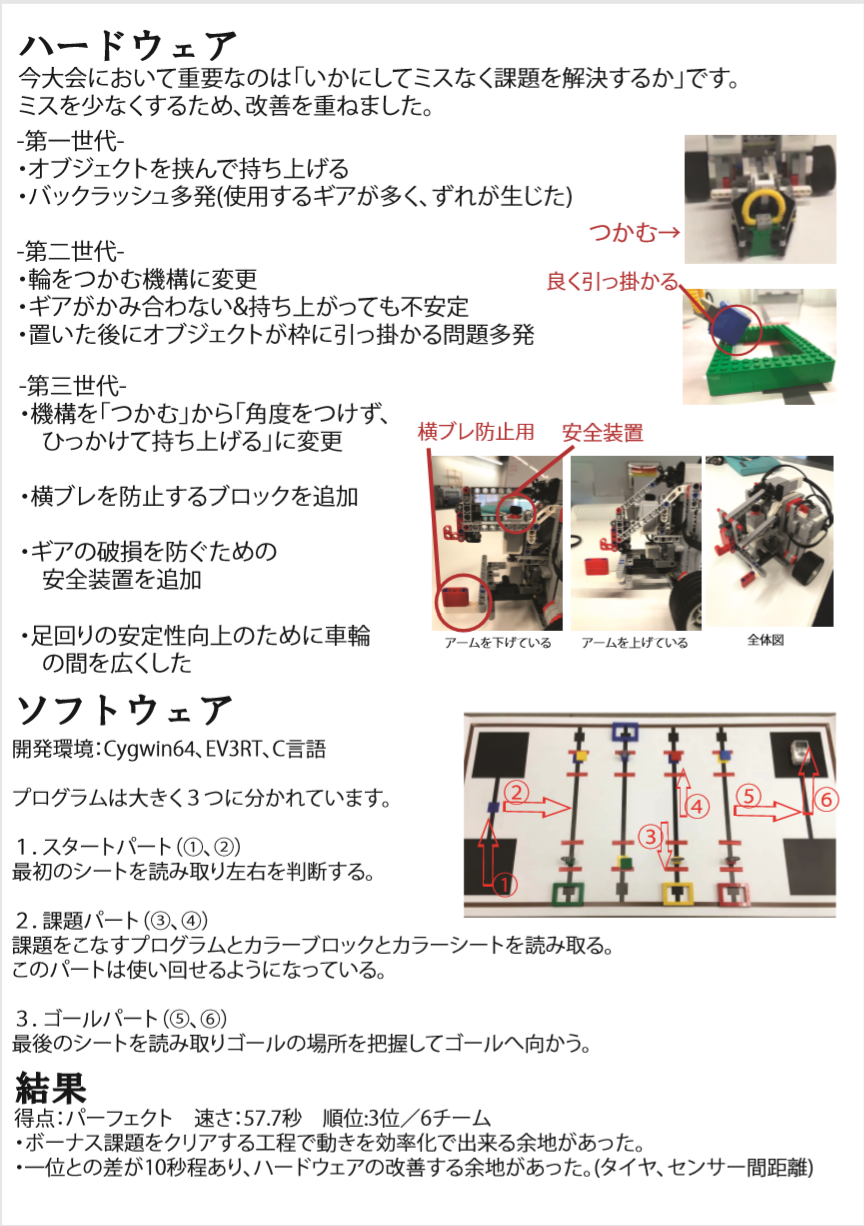 ハードウェア
今大会において重要なのは「いかにしてミスなく課題を解決するか」です。
ミスを少なくするため、改善を重ねました。
-第一世代-
・オブジェクトを挟んで持ち上げる
・バックラッシュ多発(使用するギアが多く、ずれが生じた)
つかむ→
-第二世代-
・輪をつかむ機構に変更
・ギアがかみ合わない&持ち上がっても不安定
・置いた後にオブジェクトが枠に引っ掛かる問題多発
良く引っ掛かる
-第三世代-
・機構を「つかむ」から「角度をつけず、
ひっかけて持ち上げる」に変更
・横ブレを防止するブロックを追加
・ギアの破損を防ぐための
安全装置を追加
・足回りの安定性向上のために車輪
の間を広くした
横ブレ防止用 安全装置
アームを下げている アームを上げている 全体図
ソフトウェア
開発環境：Cygwin64、EV3RT、C言語
プログラムは大きく３つに分かれています。
１．スタートパート（①、②）
最初のシートを読み取り左右を判断する。
２．課題パート（③、④）
課題をこなすプログラムとカラーブロックとカラーシートを読み取る。
このパートは使い回せるようになっている。
３．ゴールパート（⑤、⑥）
最後のシートを読み取りゴールの場所を把握してゴールへ向かう。
② ④ ⑤ ⑥
③
①
結果
得点：パーフェクト　速さ：57.7秒　順位:3位／6チーム
・ボーナス課題をクリアする工程で動きを効率化で出来る余地があった。
・一位との差が10秒程あり、ハードウェアの改善する余地があった。(タイヤ、センサー間距離)